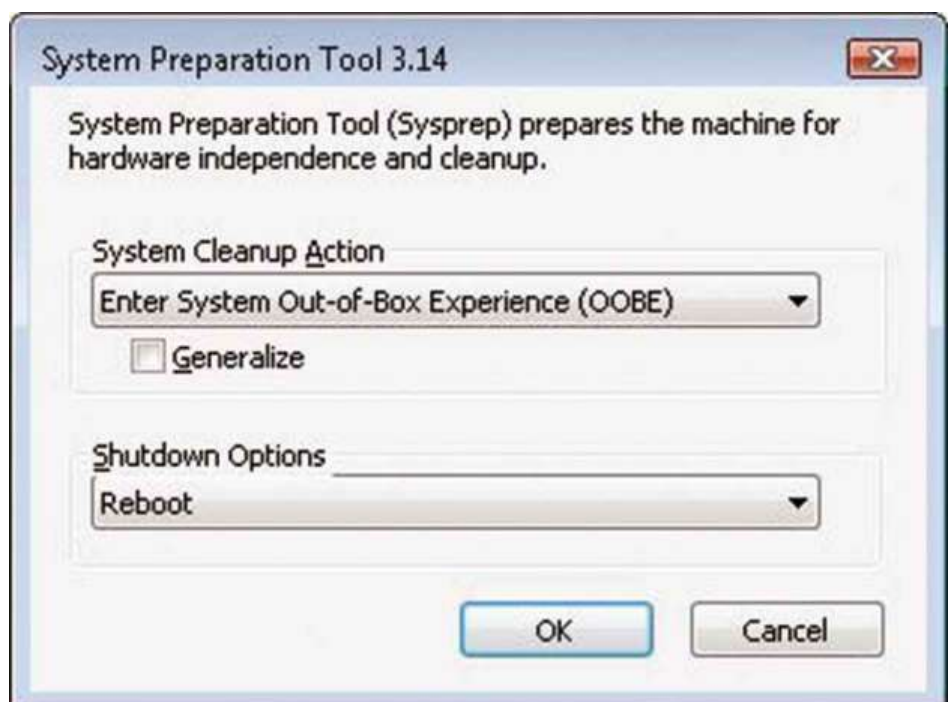 System Preparation Tool 3.14
System Preparation Tool (Sysprep) prepares the machine for
hardware independence and cleanup.
System Cleanup Action
Enter System Out-of-Box Experience (OOBE)
Generalize
Shutdown Options
Reboot
OK
Cancel